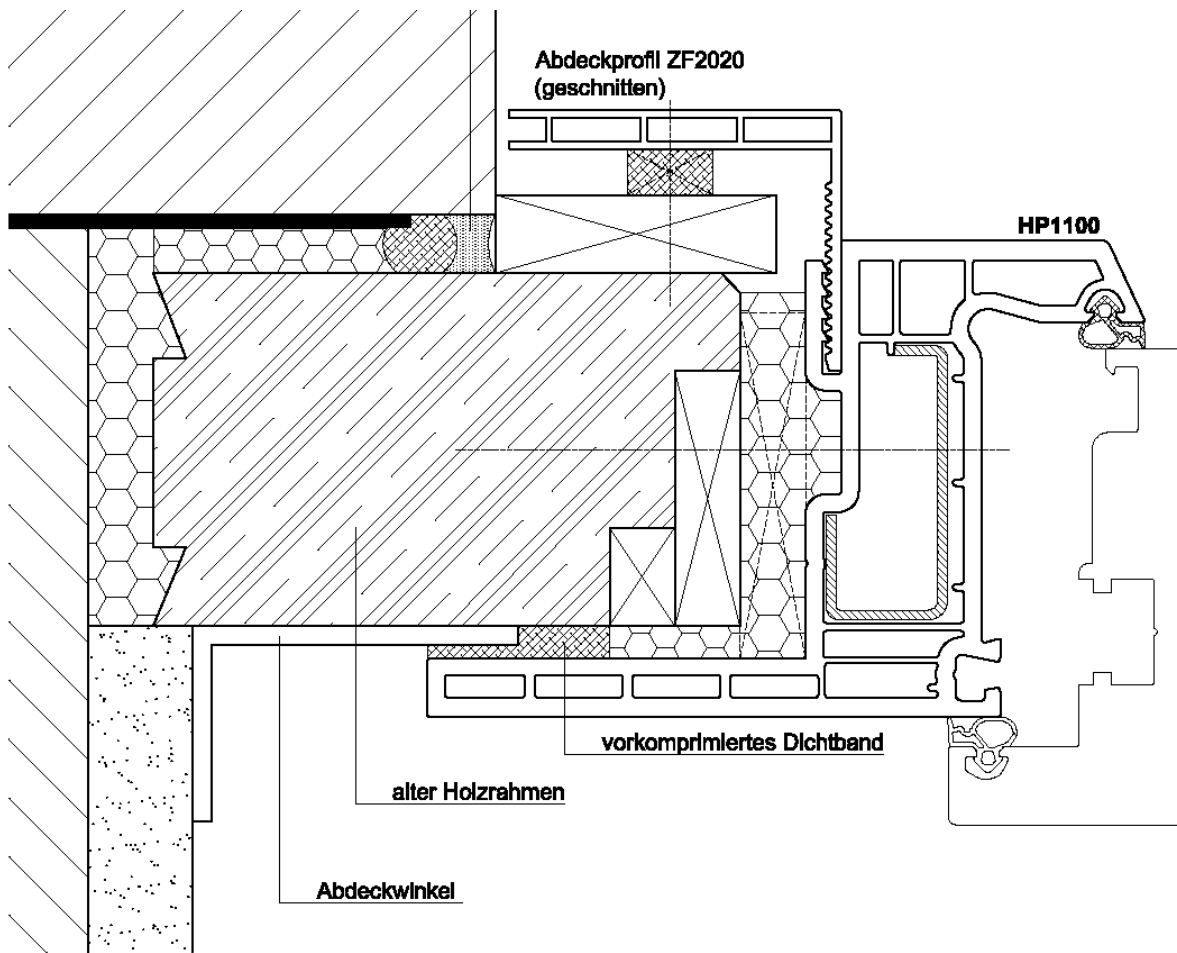 Abdeckprofil ZF2020
(geschnitten)
HP1100
vorkomprimiertes Dichtband
alter Holzrahmen
Abdeckwinkel